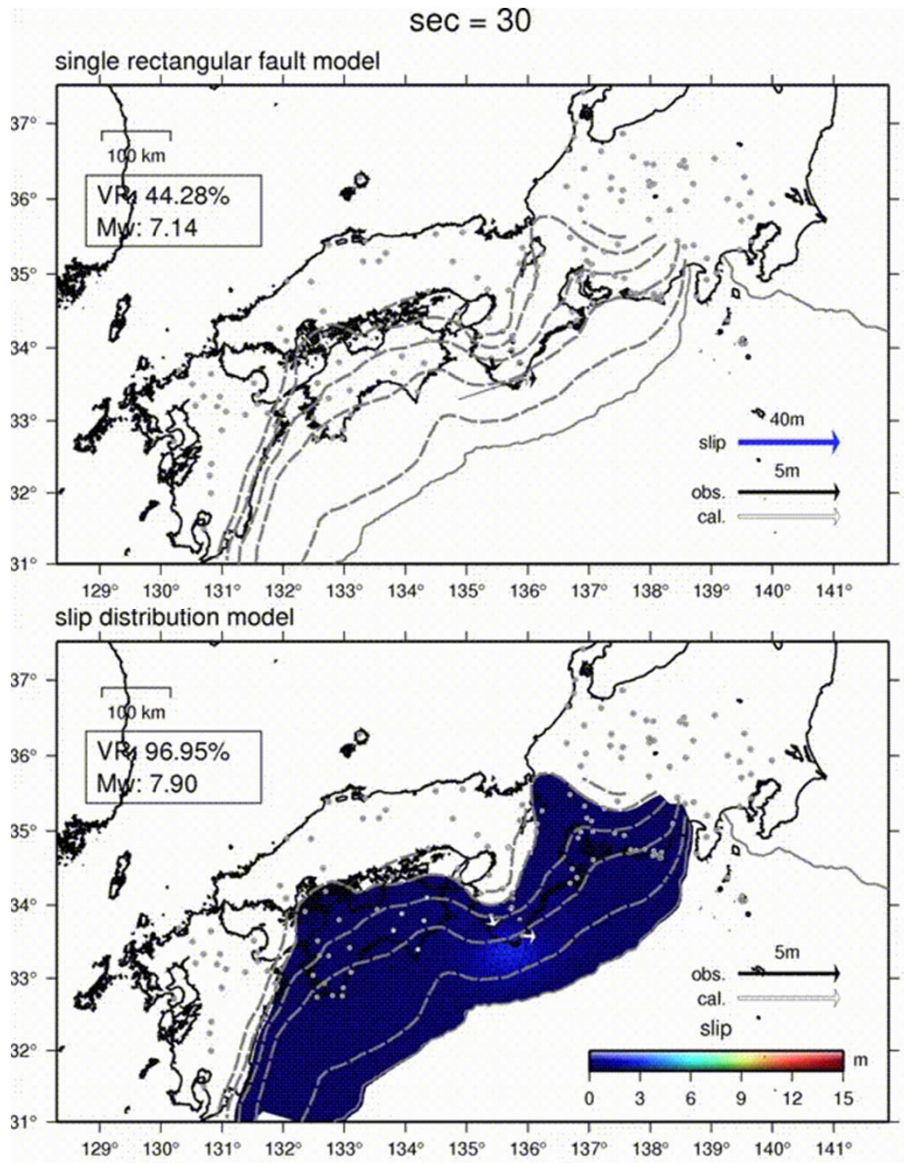 sec = 30
single rectangular fault model
37°
36°
35°
34°
33°
32°
31°
100 km
VR: 44.28%
Mw: 7.14
40m
slip
5m
obs.
cal.
129° 130° 131° 132° 133° 134° 135° 136° 137° 138° 139° 140° 141°
slip distribution model
37°
36°
35°
34°
33°
32°
31°
100 km
VR: 96.95%
Mw: 7.90
5m
obs.
cal.
slip
m
0 3 6 9 12 15
129° 130° 131° 132° 133° 134° 135° 136° 137° 138° 139° 140° 141°